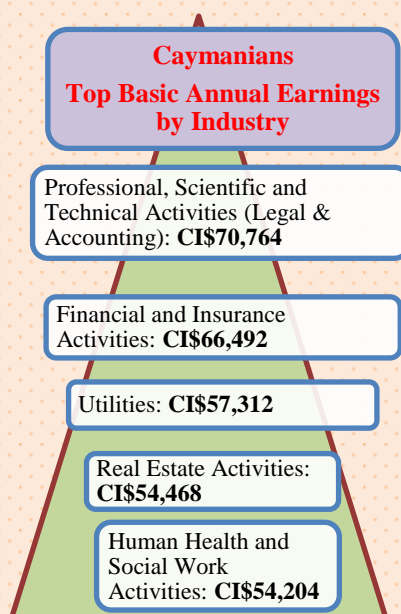 Caymanians
Top Basic Annual Earnings
by Industry
Professional, Scientific and
Technical Activities (Legal &
Accounting): CI$70,764
Financial and Insurance
Activities: CI$66,492
Utilities: CI$57,312
Real Estate Activities:
CI$54,468
Human Health and
Social Work
Activities: CI$54,204